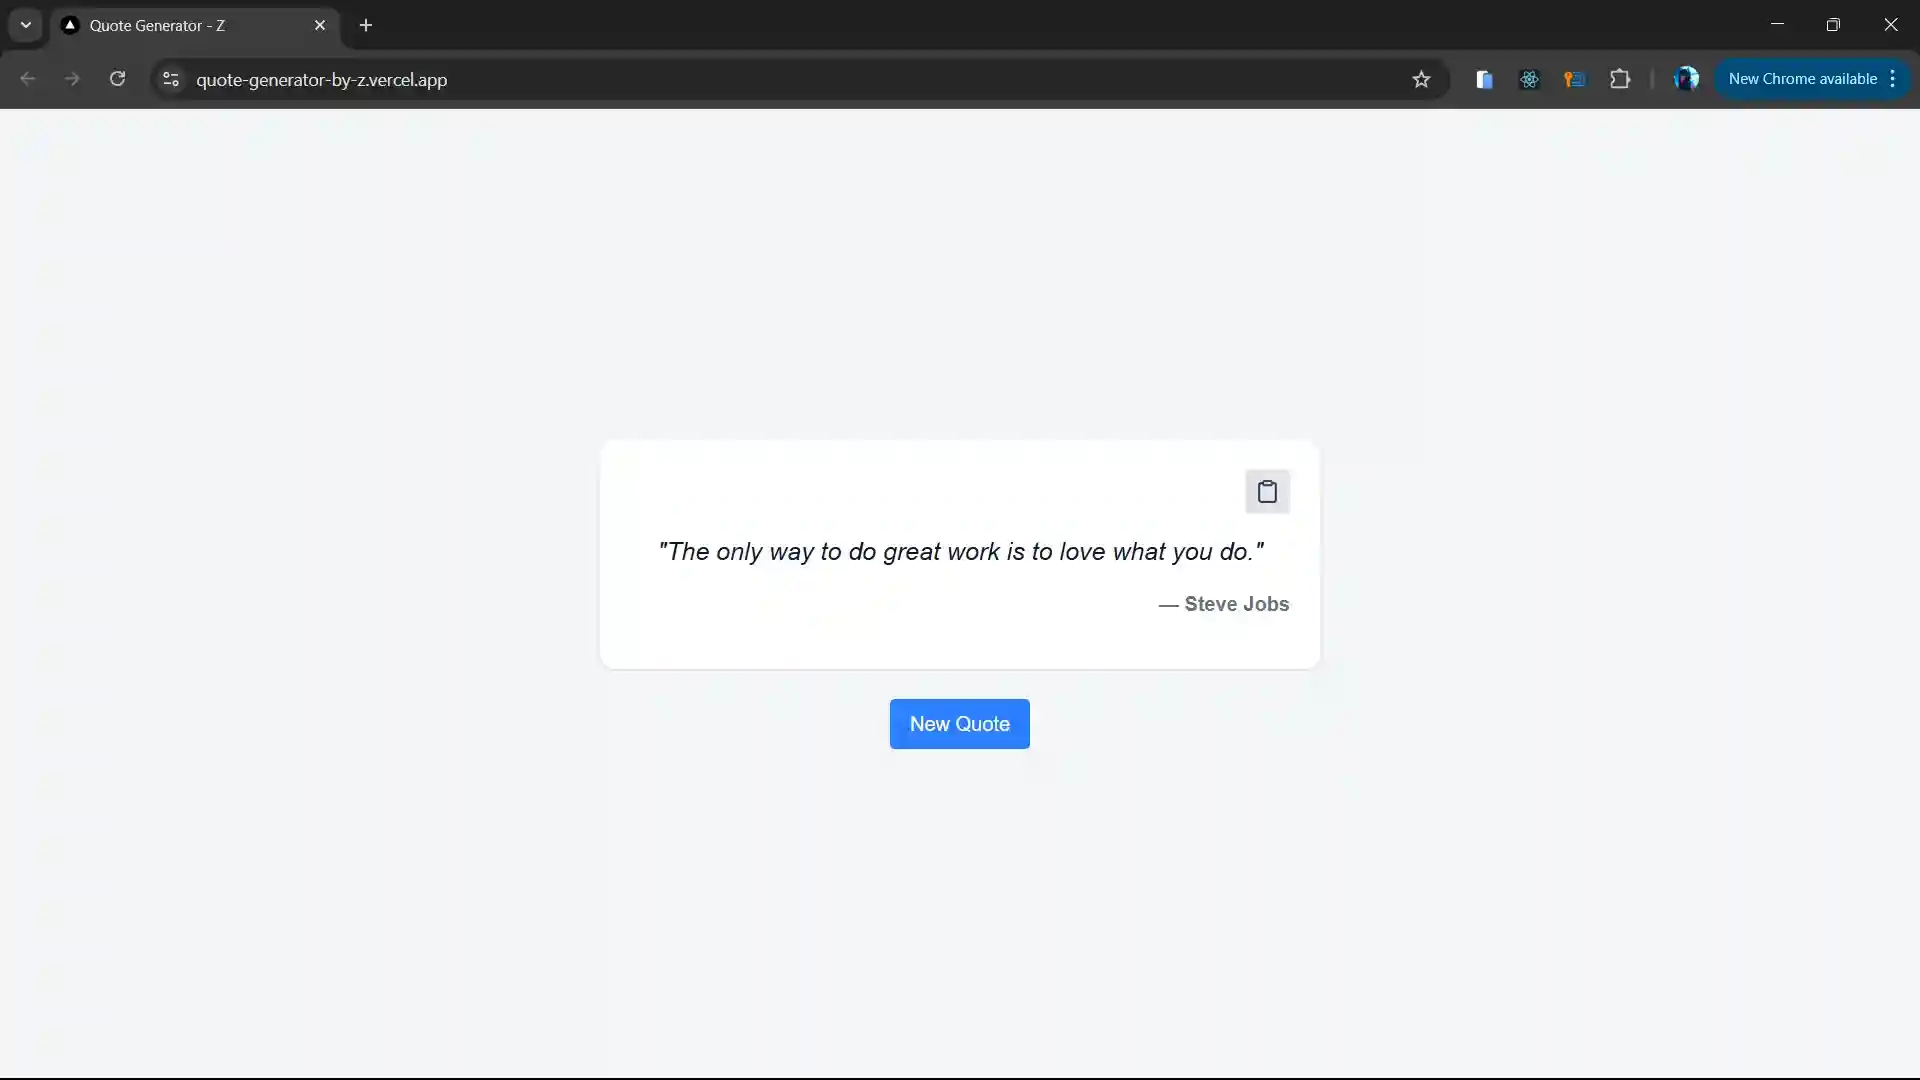 Quote Generator - Z
quote-generator-by-z.vercel.app
New Chrome available
"The only way to do great work is to love what you do."
— Steve Jobs
New Quote